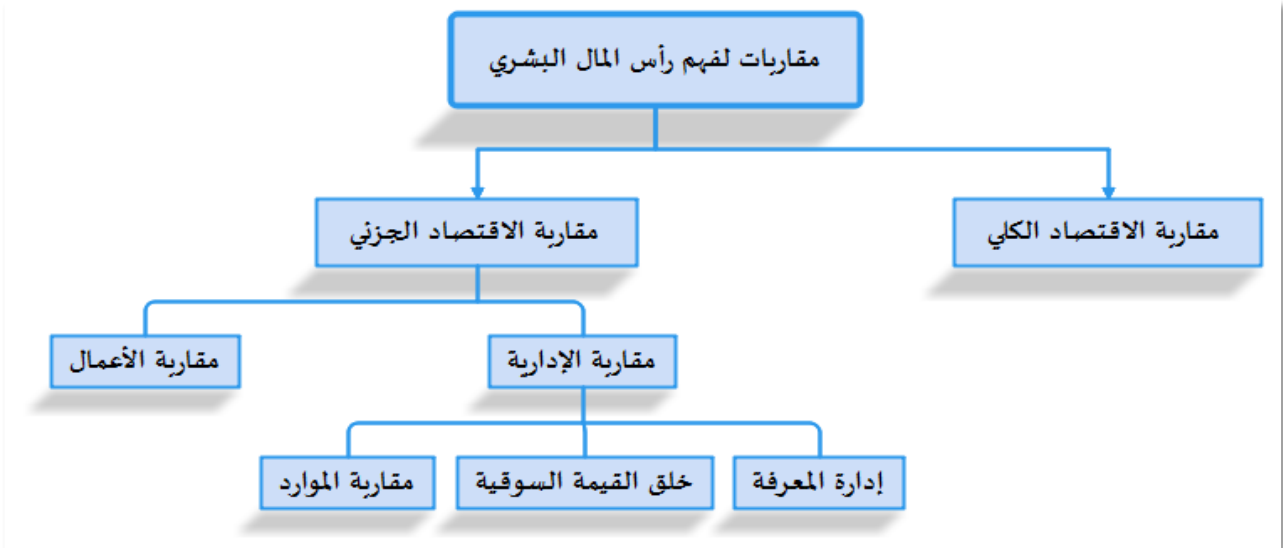 مقاربات لفهم رأس المال البشري
مقاربة الاقتصاد الكلي
مقاربة الاقتصاد الجزئي
مقاربة الإدارية
مقاربة الأعمال
إدارة المعرفة
خلق القيمة السوقية
مقاربة الموارد